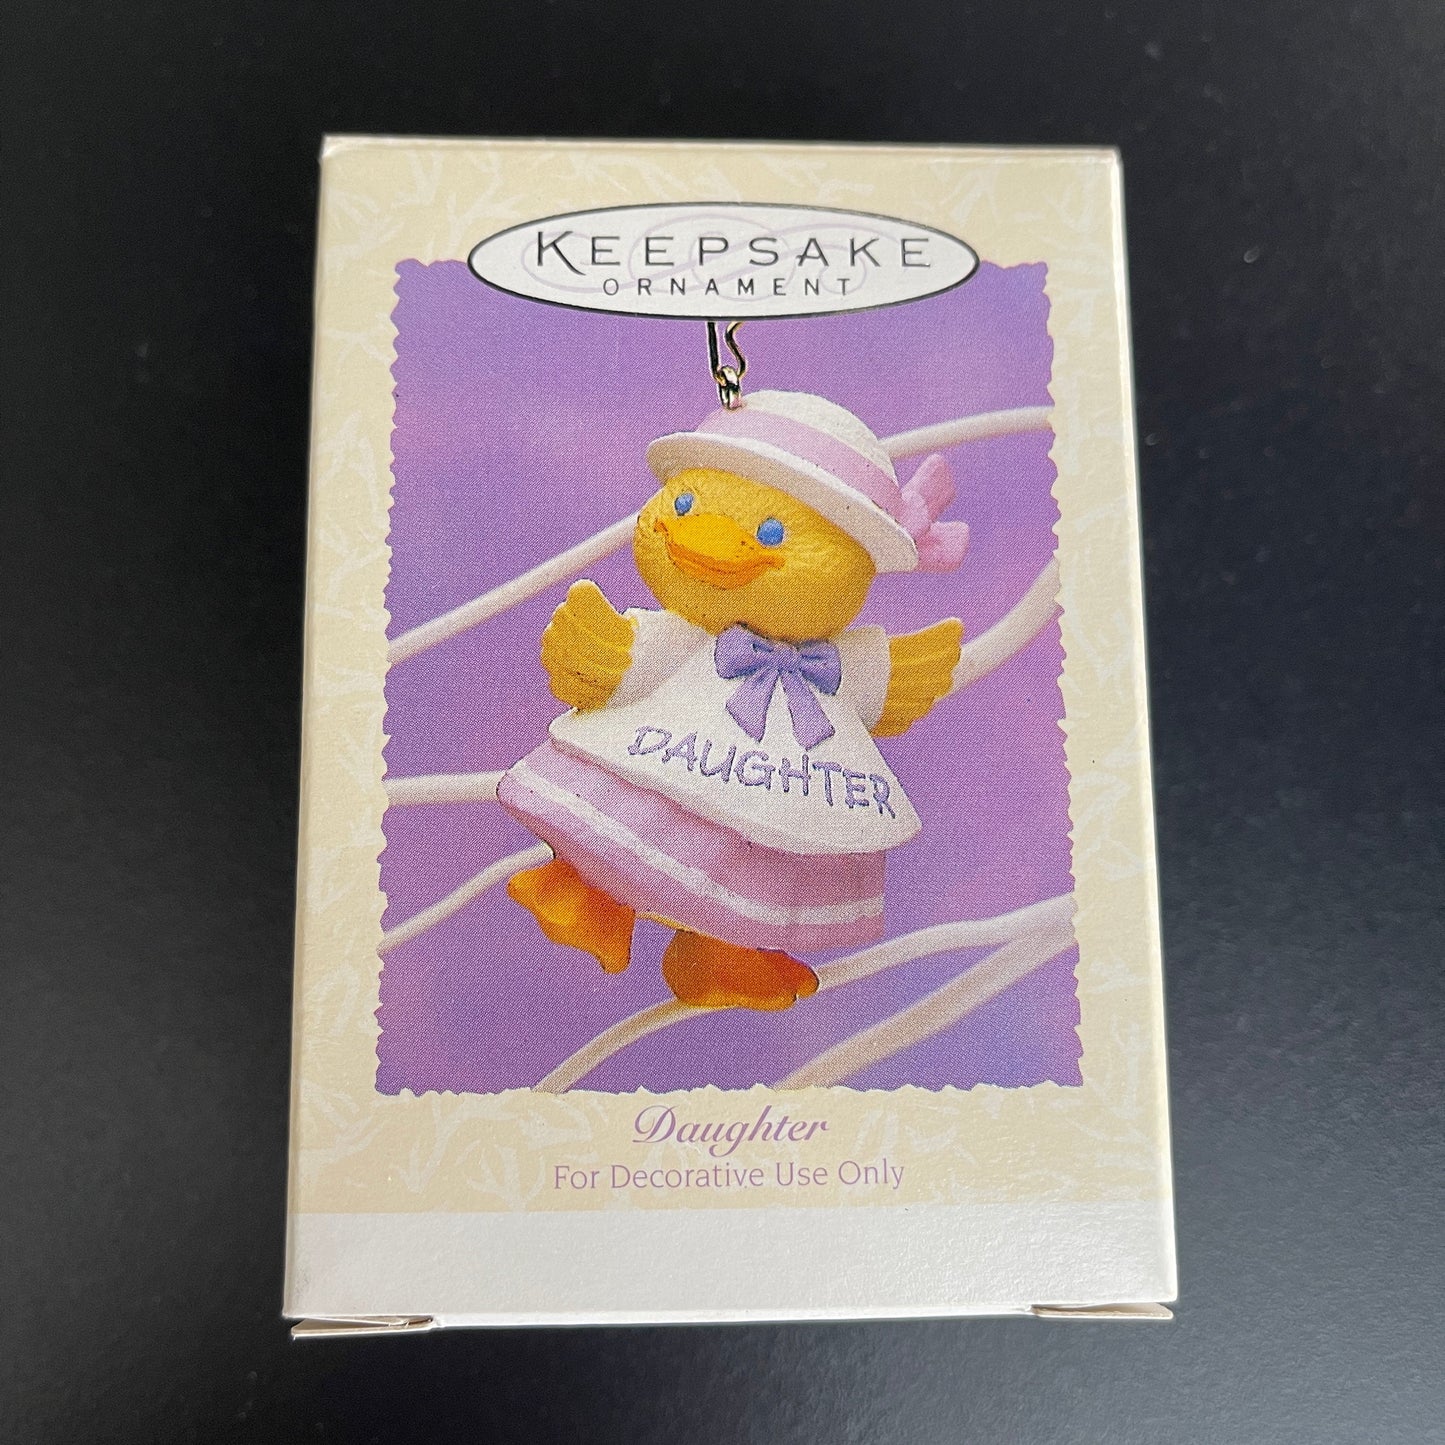 KEEPSAKE
ORNAMENT
DAUGHTER
Daughter
For Decorative Use Only